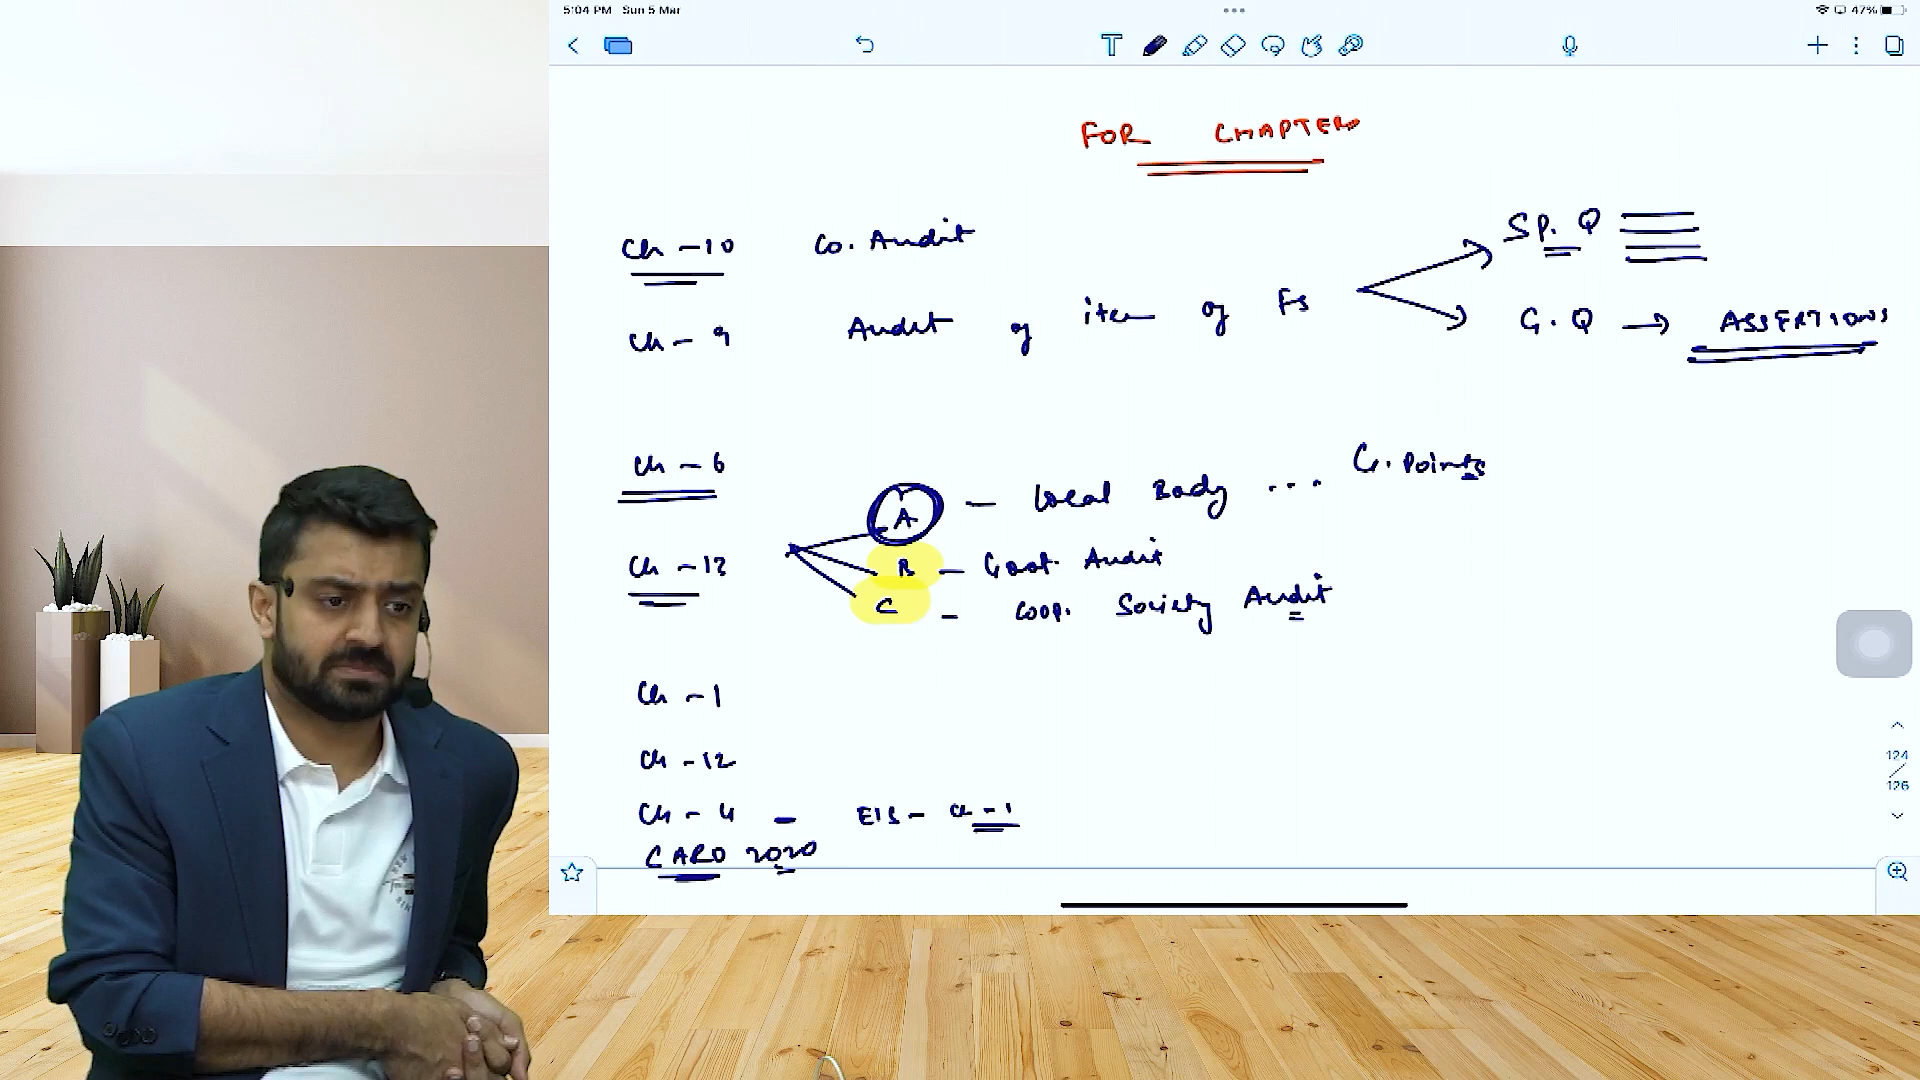 5:04 PM Sun 5 Mar
47%
FOR CHAPTERS
Ch - 10 Co. Audit
SP. Q
Ch - 9 Audit of item of FS
G. Q → ASSERTIONS
Ch - 6
A - Local Body ... G. Points
Ch - 13
B - Govt. Audit
C - Coop. Society Audit
Ch - 1
Ch - 12
Ch - 4 - EIS - Ch - 1
CARO 2020
124
126